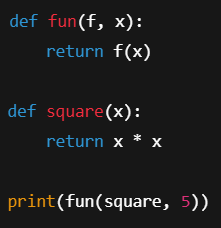 def fun(f, x):
    return f(x)

def square(x):
    return x * x

print(fun(square, 5))